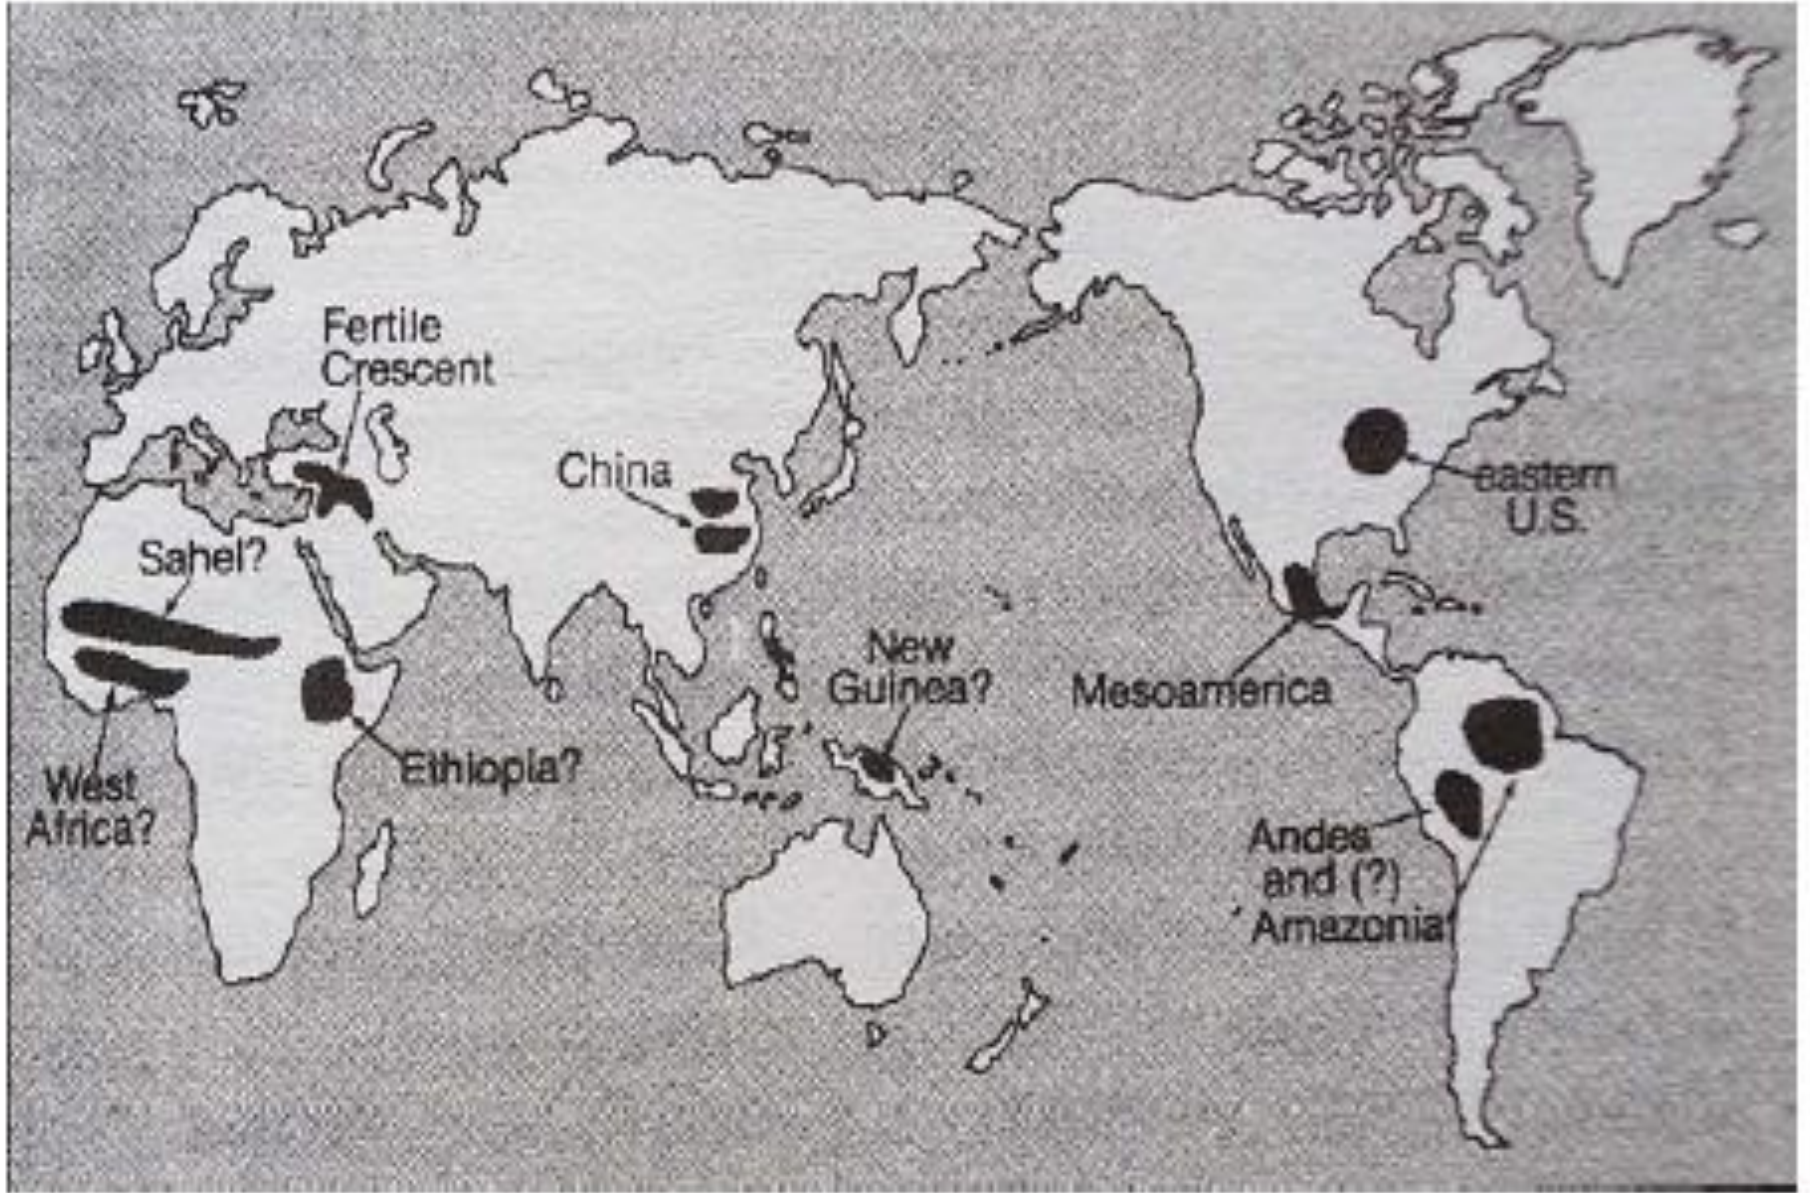 Fertile
Crescent
China
Sahel?
eastern
U.S.
New
Guinea?
Mesoamerica
Ethiopia?
West
Africa?
Andes
and (?)
Amazonia